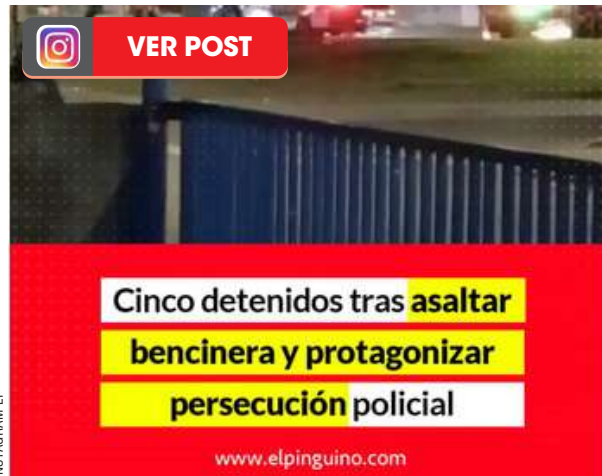 VER POST
Cinco detenidos tras asaltar
bencinera y protagonizar
persecución policial
www.elpinguino.com